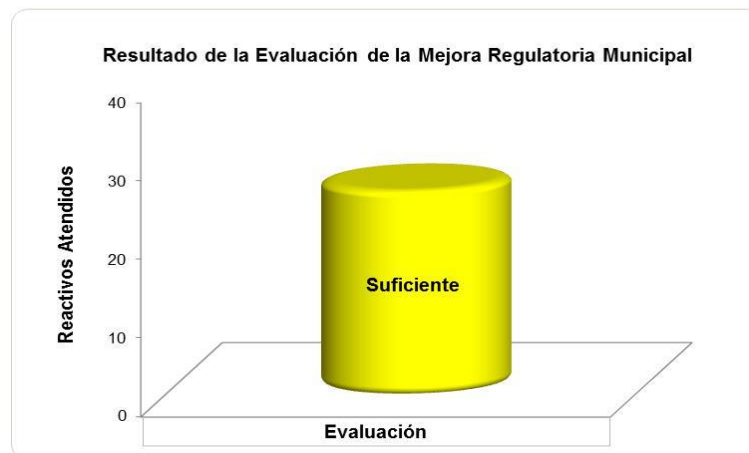 Resultado de la Evaluación de la Mejora Regulatoria Municipal
40
30
20
10
0
Reactivos Atendidos
Suficiente
Evaluación